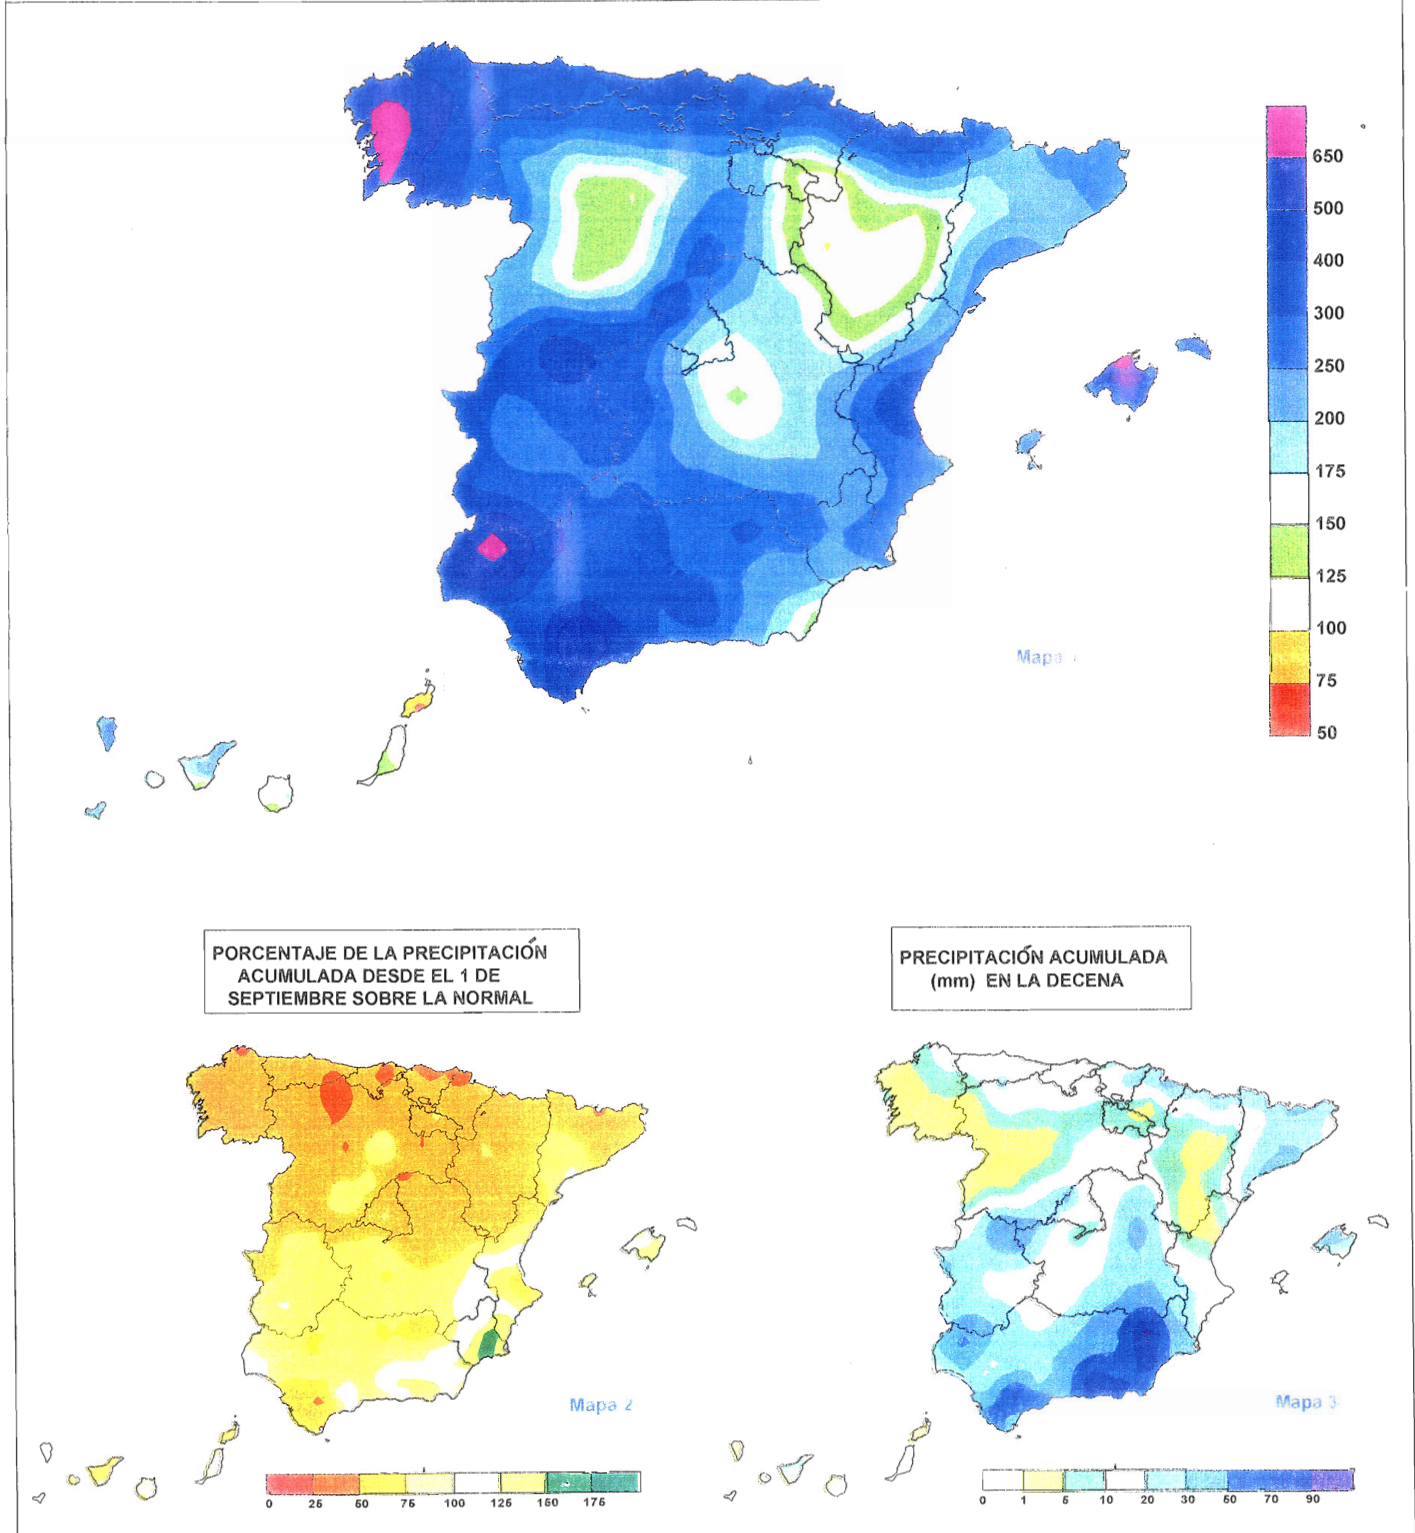 650
500
400
300
250
200
175
150
125
100
75
50
Mapa
PORCENTAJE DE LA PRECIPITACIÓN
ACUMULADA DESDE EL 1 DE
SEPTIEMBRE SOBRE LA NORMAL
PRECIPITACIÓN ACUMULADA
(mm) EN LA DECENA
Mapa 2
Mapa 3
0 25 50 75 100 125 150 175
0 1 5 10 20 30 50 70 90